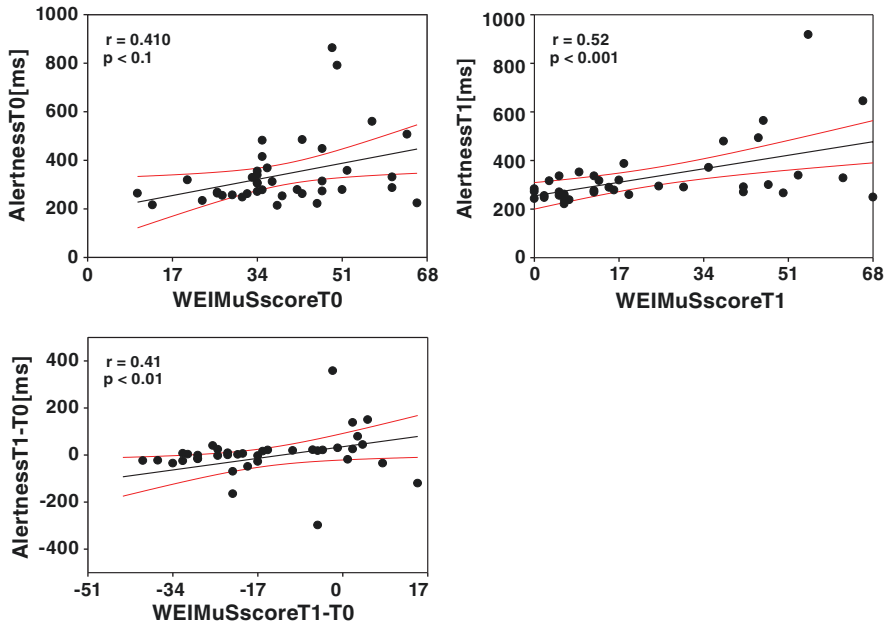 r = 0.410
p < 0.1
AlertnessT0[ms]
1000
800
600
400
200
0
0 17 34 51 68
WEIMuSscoreT0
r = 0.52
p < 0.001
AlertnessT1[ms]
1000
800
600
400
200
0
0 17 34 51 68
WEIMuSscoreT1
r = 0.41
p < 0.01
AlertnessT1-T0[ms]
400
200
0
-200
-400
-51 -34 -17 0 17
WEIMuSscoreT1-T0